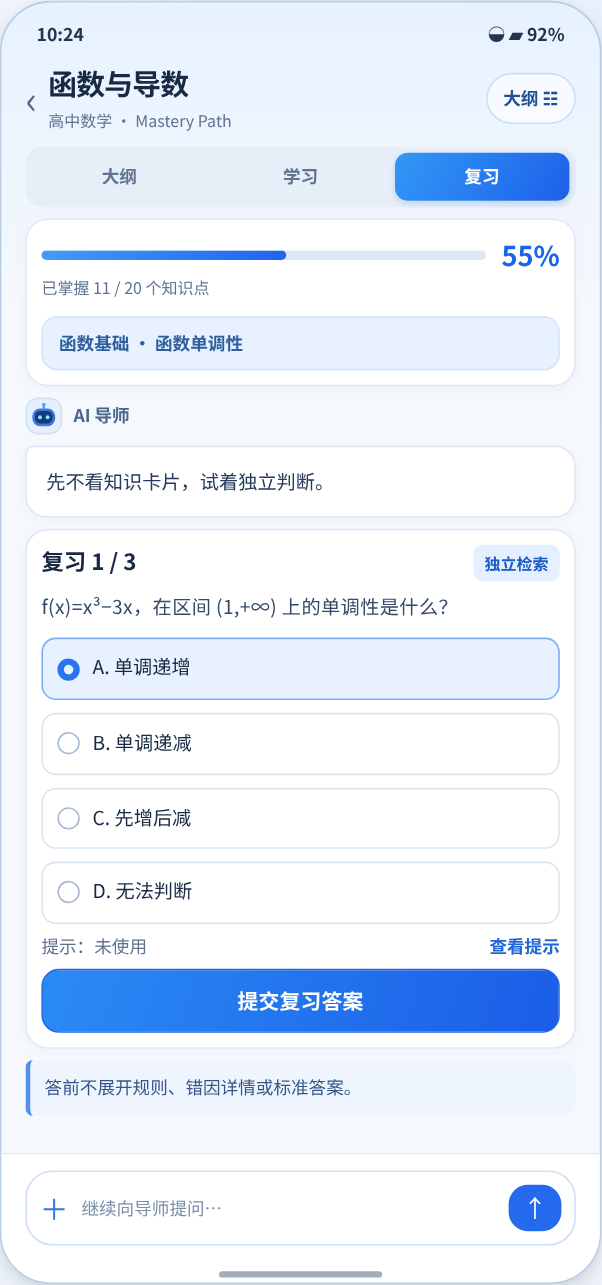 10:24
92%
函数与导数
高中数学 · Mastery Path
大纲
大纲
学习
复习
55%
已掌握 11 / 20 个知识点
函数基础 · 函数单调性
AI 导师
先不看知识卡片，试着独立判断。
复习 1 / 3
独立检索
f(x)=x³−3x，在区间 (1,+∞) 上的单调性是什么？
A. 单调递增
B. 单调递减
C. 先增后减
D. 无法判断
提示：未使用
查看提示
提交复习答案
答前不展开规则、错因详情或标准答案。
继续向导师提问…